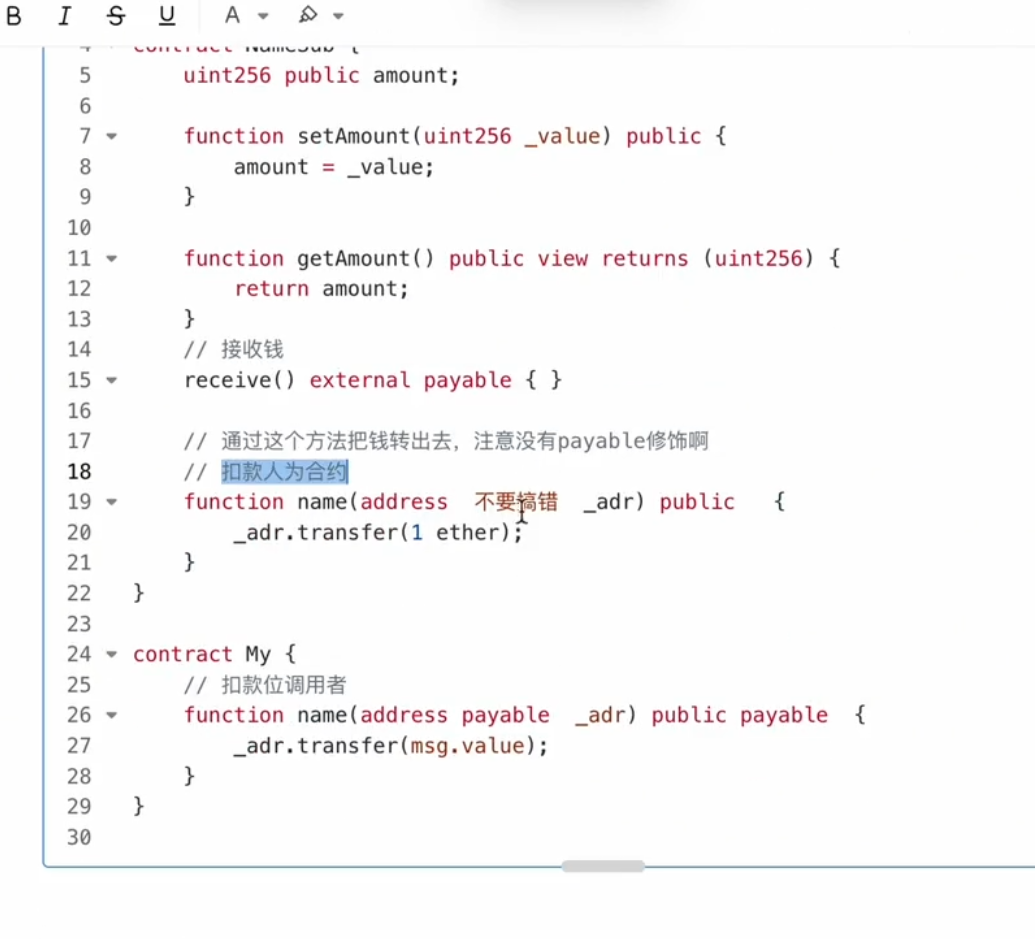 B I S U A
4 contract NameSub {
5 uint256 public amount;
6
7 function setAmount(uint256 _value) public {
8 amount = _value;
9 }
10
11 function getAmount() public view returns (uint256) {
12 return amount;
13 }
14 // 接收钱
15 receive() external payable { }
16
17 // 通过这个方法把钱转出去，注意没有payable修饰啊
18 // 扣款人为合约
19 function name(address 不要搞错 _adr) public {
20 _adr.transfer(1 ether);
21 }
22 }
23
24 contract My {
25 // 扣款位调用者
26 function name(address payable _adr) public payable {
27 _adr.transfer(msg.value);
28 }
29 }
30